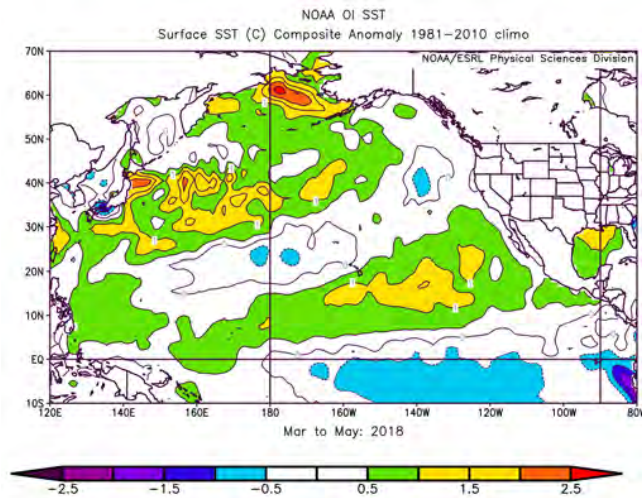 NOAA OI SST
Surface SST (C) Composite Anomaly 1981−2010 climo
70N
NOAA/ESRL Physical Sciences Division
60N
50N
40N
30N
20N
10N
EQ
10S
120E 140E 160E 180 160W 140W 120W 100W 80W
Mar to May: 2018
−2.5 −1.5 −0.5 0.5 1.5 2.5